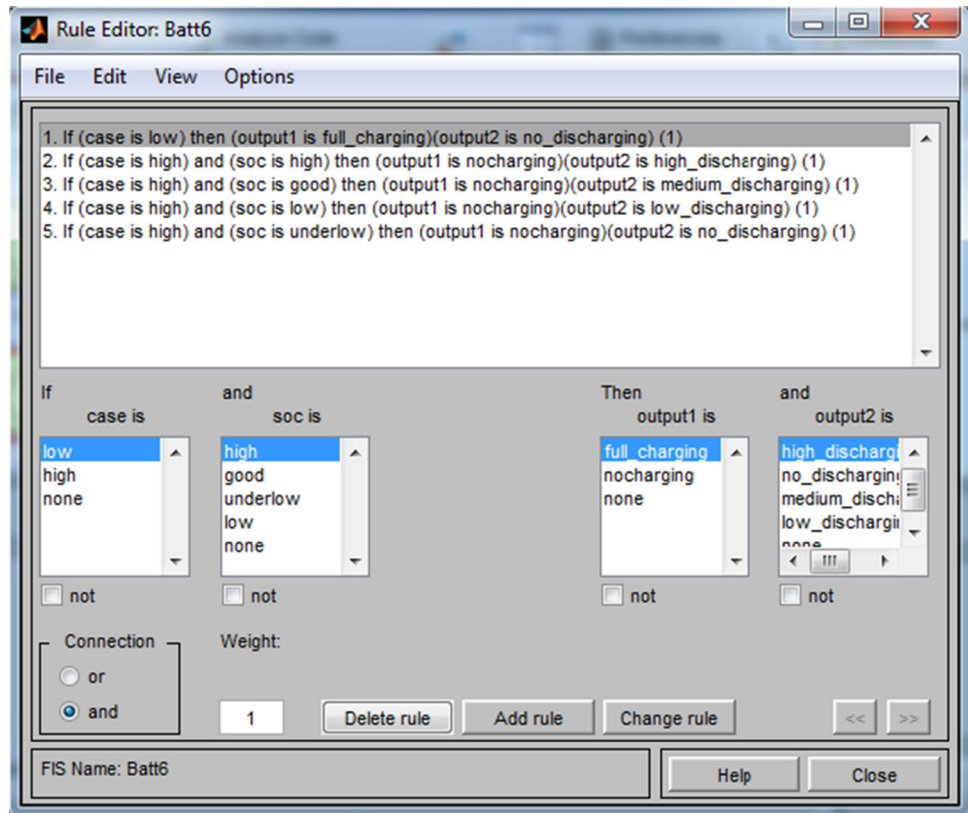 Rule Editor: Batt6
File Edit View Options
1. If (case is low) then (output1 is full_charging)(output2 is no_discharging) (1)
2. If (case is high) and (soc is high) then (output1 is nocharging)(output2 is high_discharging) (1)
3. If (case is high) and (soc is good) then (output1 is nocharging)(output2 is medium_discharging) (1)
4. If (case is high) and (soc is low) then (output1 is nocharging)(output2 is low_discharging) (1)
5. If (case is high) and (soc is underlow) then (output1 is nocharging)(output2 is no_discharging) (1)
If and Then and
case is soc is output1 is output2 is
low high full_charging high_dischargi
high good nocharging no_discharging
none underlow none medium_discha
low low_dischargin
none none
not not not not
Connection Weight:
or
and 1 Delete rule Add rule Change rule << >>
FIS Name: Batt6 Help Close